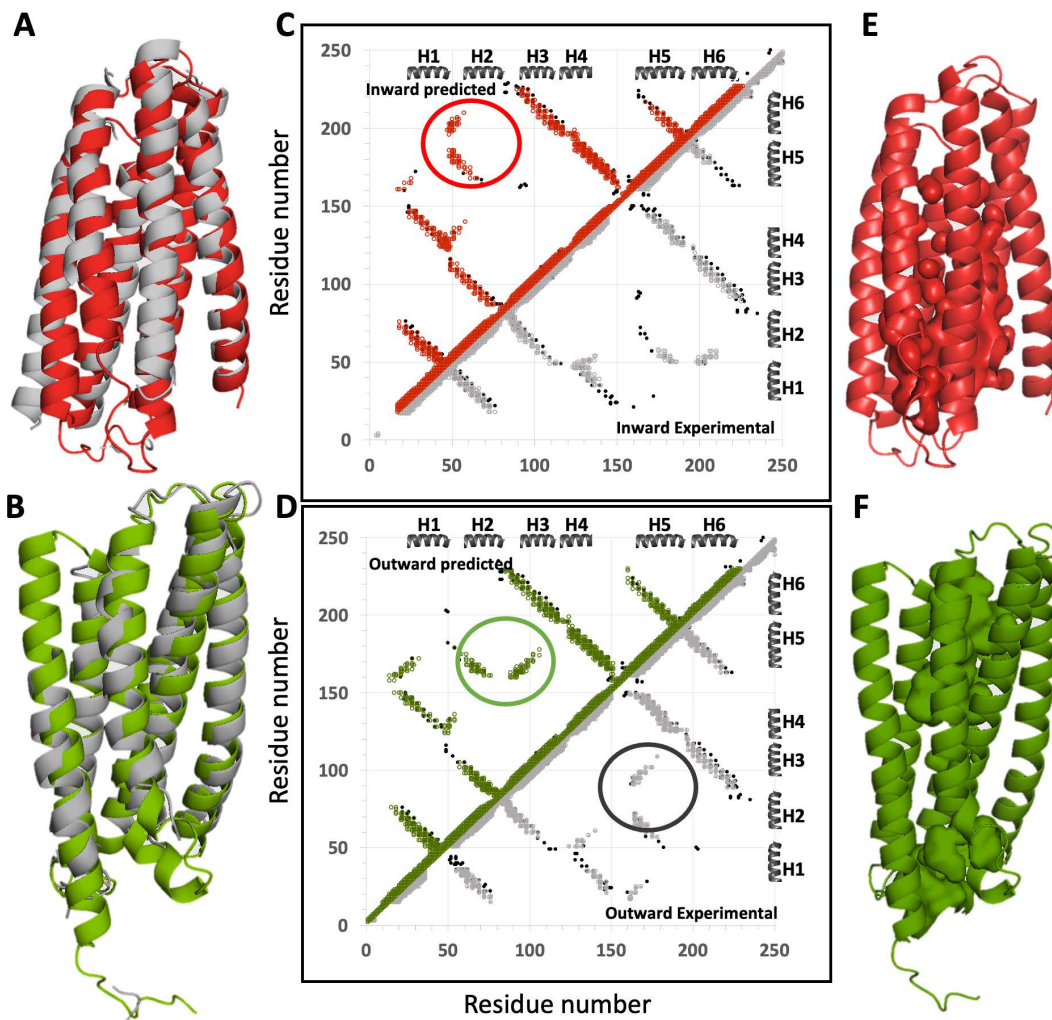 A
C
E
250
200
150
100
50
0
H1 H2 H3 H4 H5 H6
Inward predicted
H6
H5
H4
H3
H2
H1
Inward Experimental
0 50 100 150 200 250
Residue number
B
D
F
250
200
150
100
50
0
H1 H2 H3 H4 H5 H6
Outward predicted
H6
H5
H4
H3
H2
H1
Outward Experimental
0 50 100 150 200 250
Residue number
Residue number